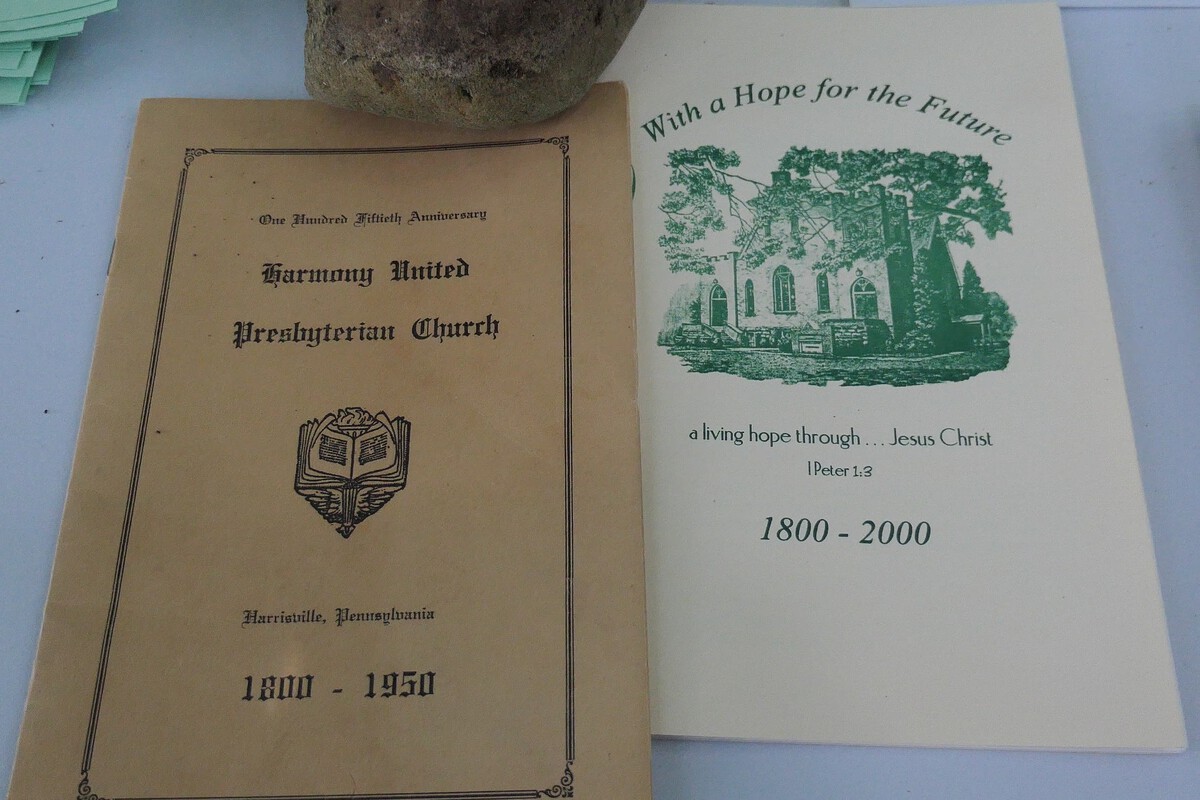 One Hundred Fiftieth Anniversary
Harmony United
Presbyterian Church
Harrisville, Pennsylvania
1800 - 1950
With a Hope for the Future
a living hope through . . . Jesus Christ
I Peter 1:3
1800 - 2000